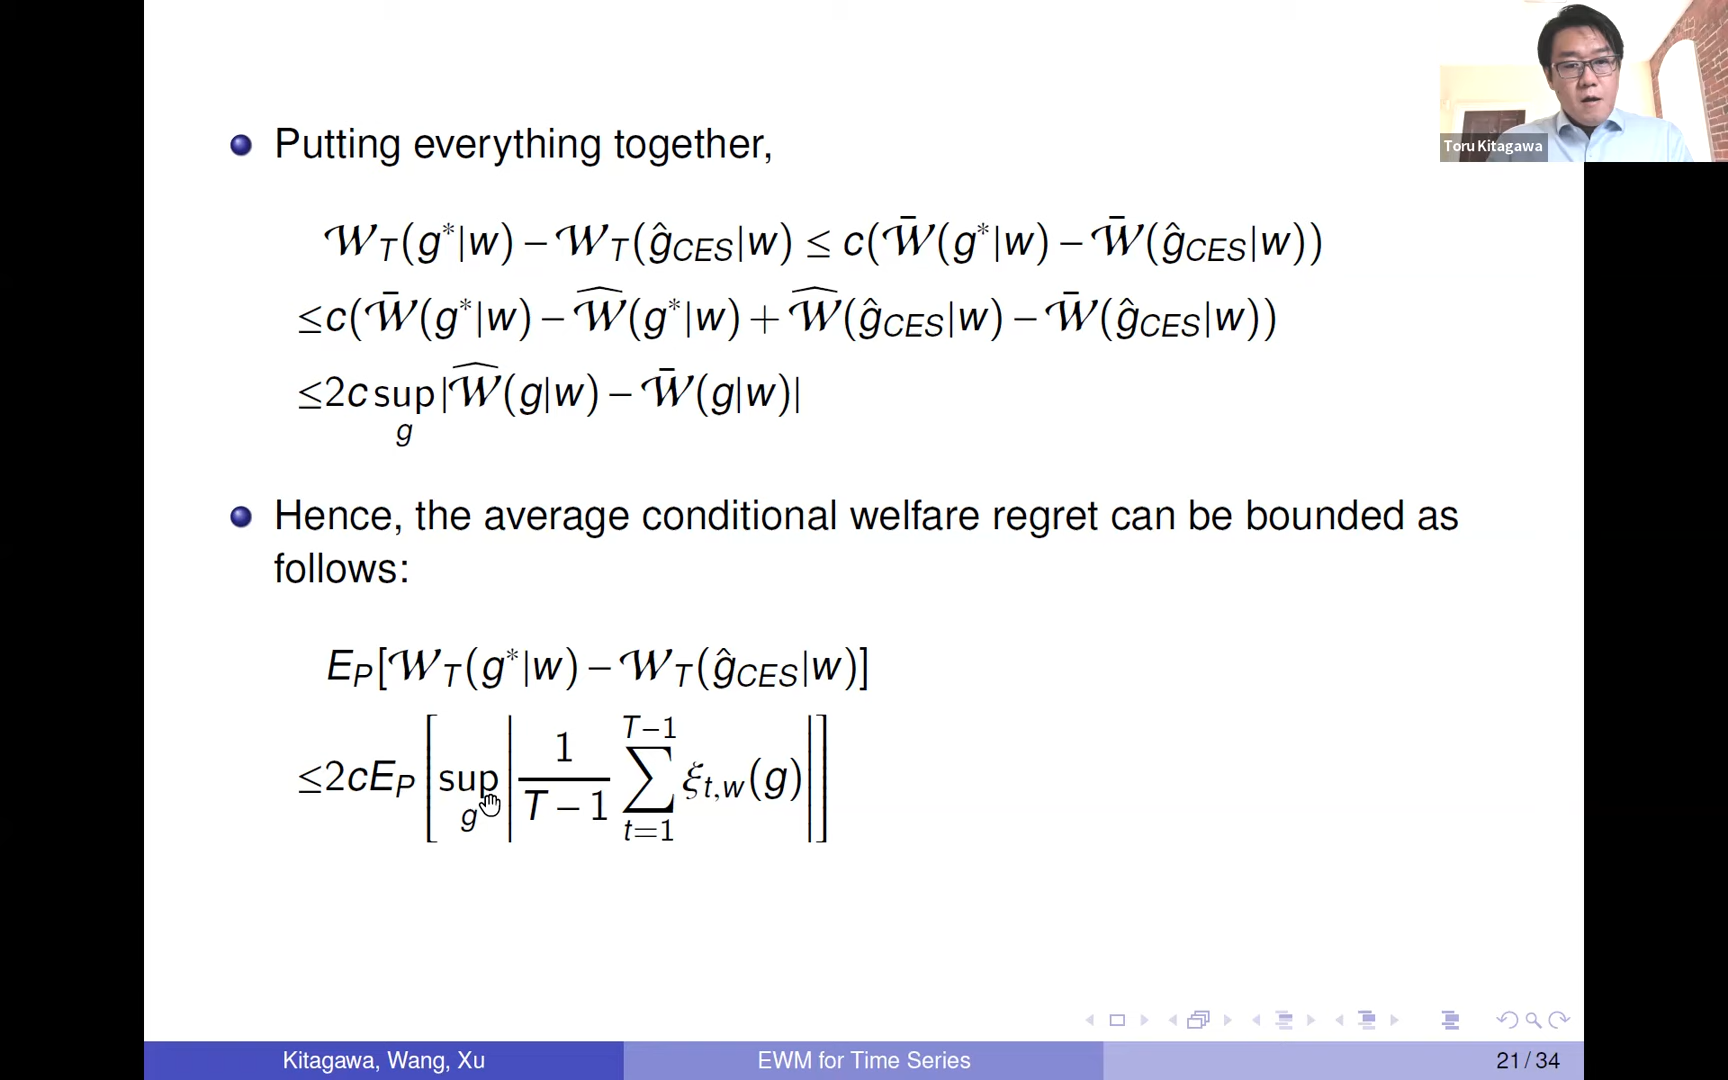 Toru Kitagawa
Putting everything together,
𝒲_T(g*|w) − 𝒲_T(ĝ_CES|w) ≤ c(𝒲̄(g*|w) − 𝒲̄(ĝ_CES|w))
≤c(𝒲̄(g*|w) − 𝒲̂(g*|w) + 𝒲̂(ĝ_CES|w) − 𝒲̄(ĝ_CES|w))
≤2c sup_g |𝒲̂(g|w) − 𝒲̄(g|w)|
Hence, the average conditional welfare regret can be bounded as
follows:
E_P[𝒲_T(g*|w) − 𝒲_T(ĝ_CES|w)]
≤2cE_P [ sup_g | 1/(T−1) ∑_{t=1}^{T−1} ξ_{t,w}(g) | ]
Kitagawa, Wang, Xu
EWM for Time Series
21/34